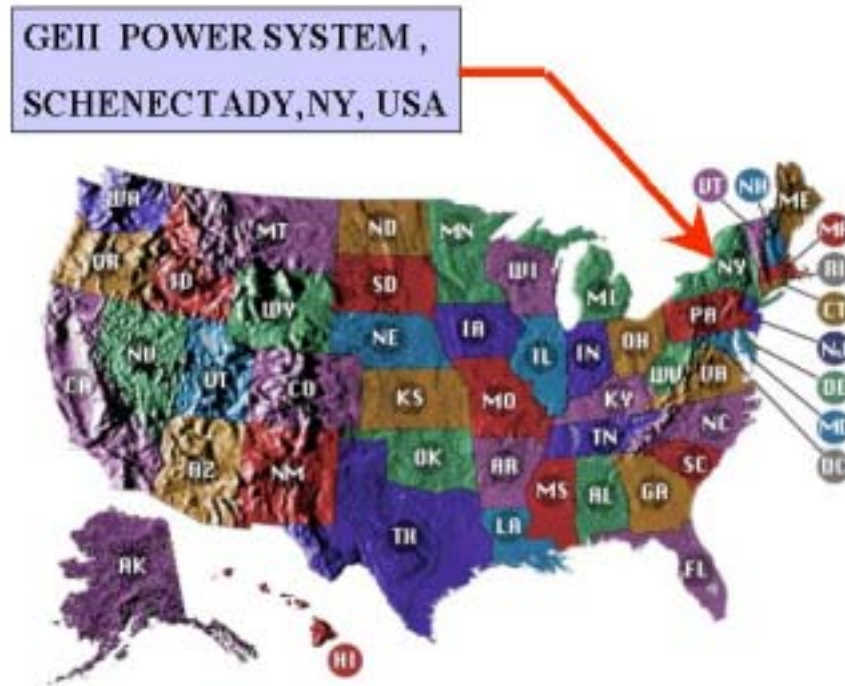 GEII POWER SYSTEM ,
SCHENECTADY,NY, USA
VT NH ME
WA MT ND MN
OR ID SD WI MI NY MA
RI
WY IA PA CT
NV UT NE IL IN OH NJ
CA CO KS MO WV VA DE
KY MD
AZ NM OK AR TN NC DC
TX LA MS AL GA SC
AK FL
HI